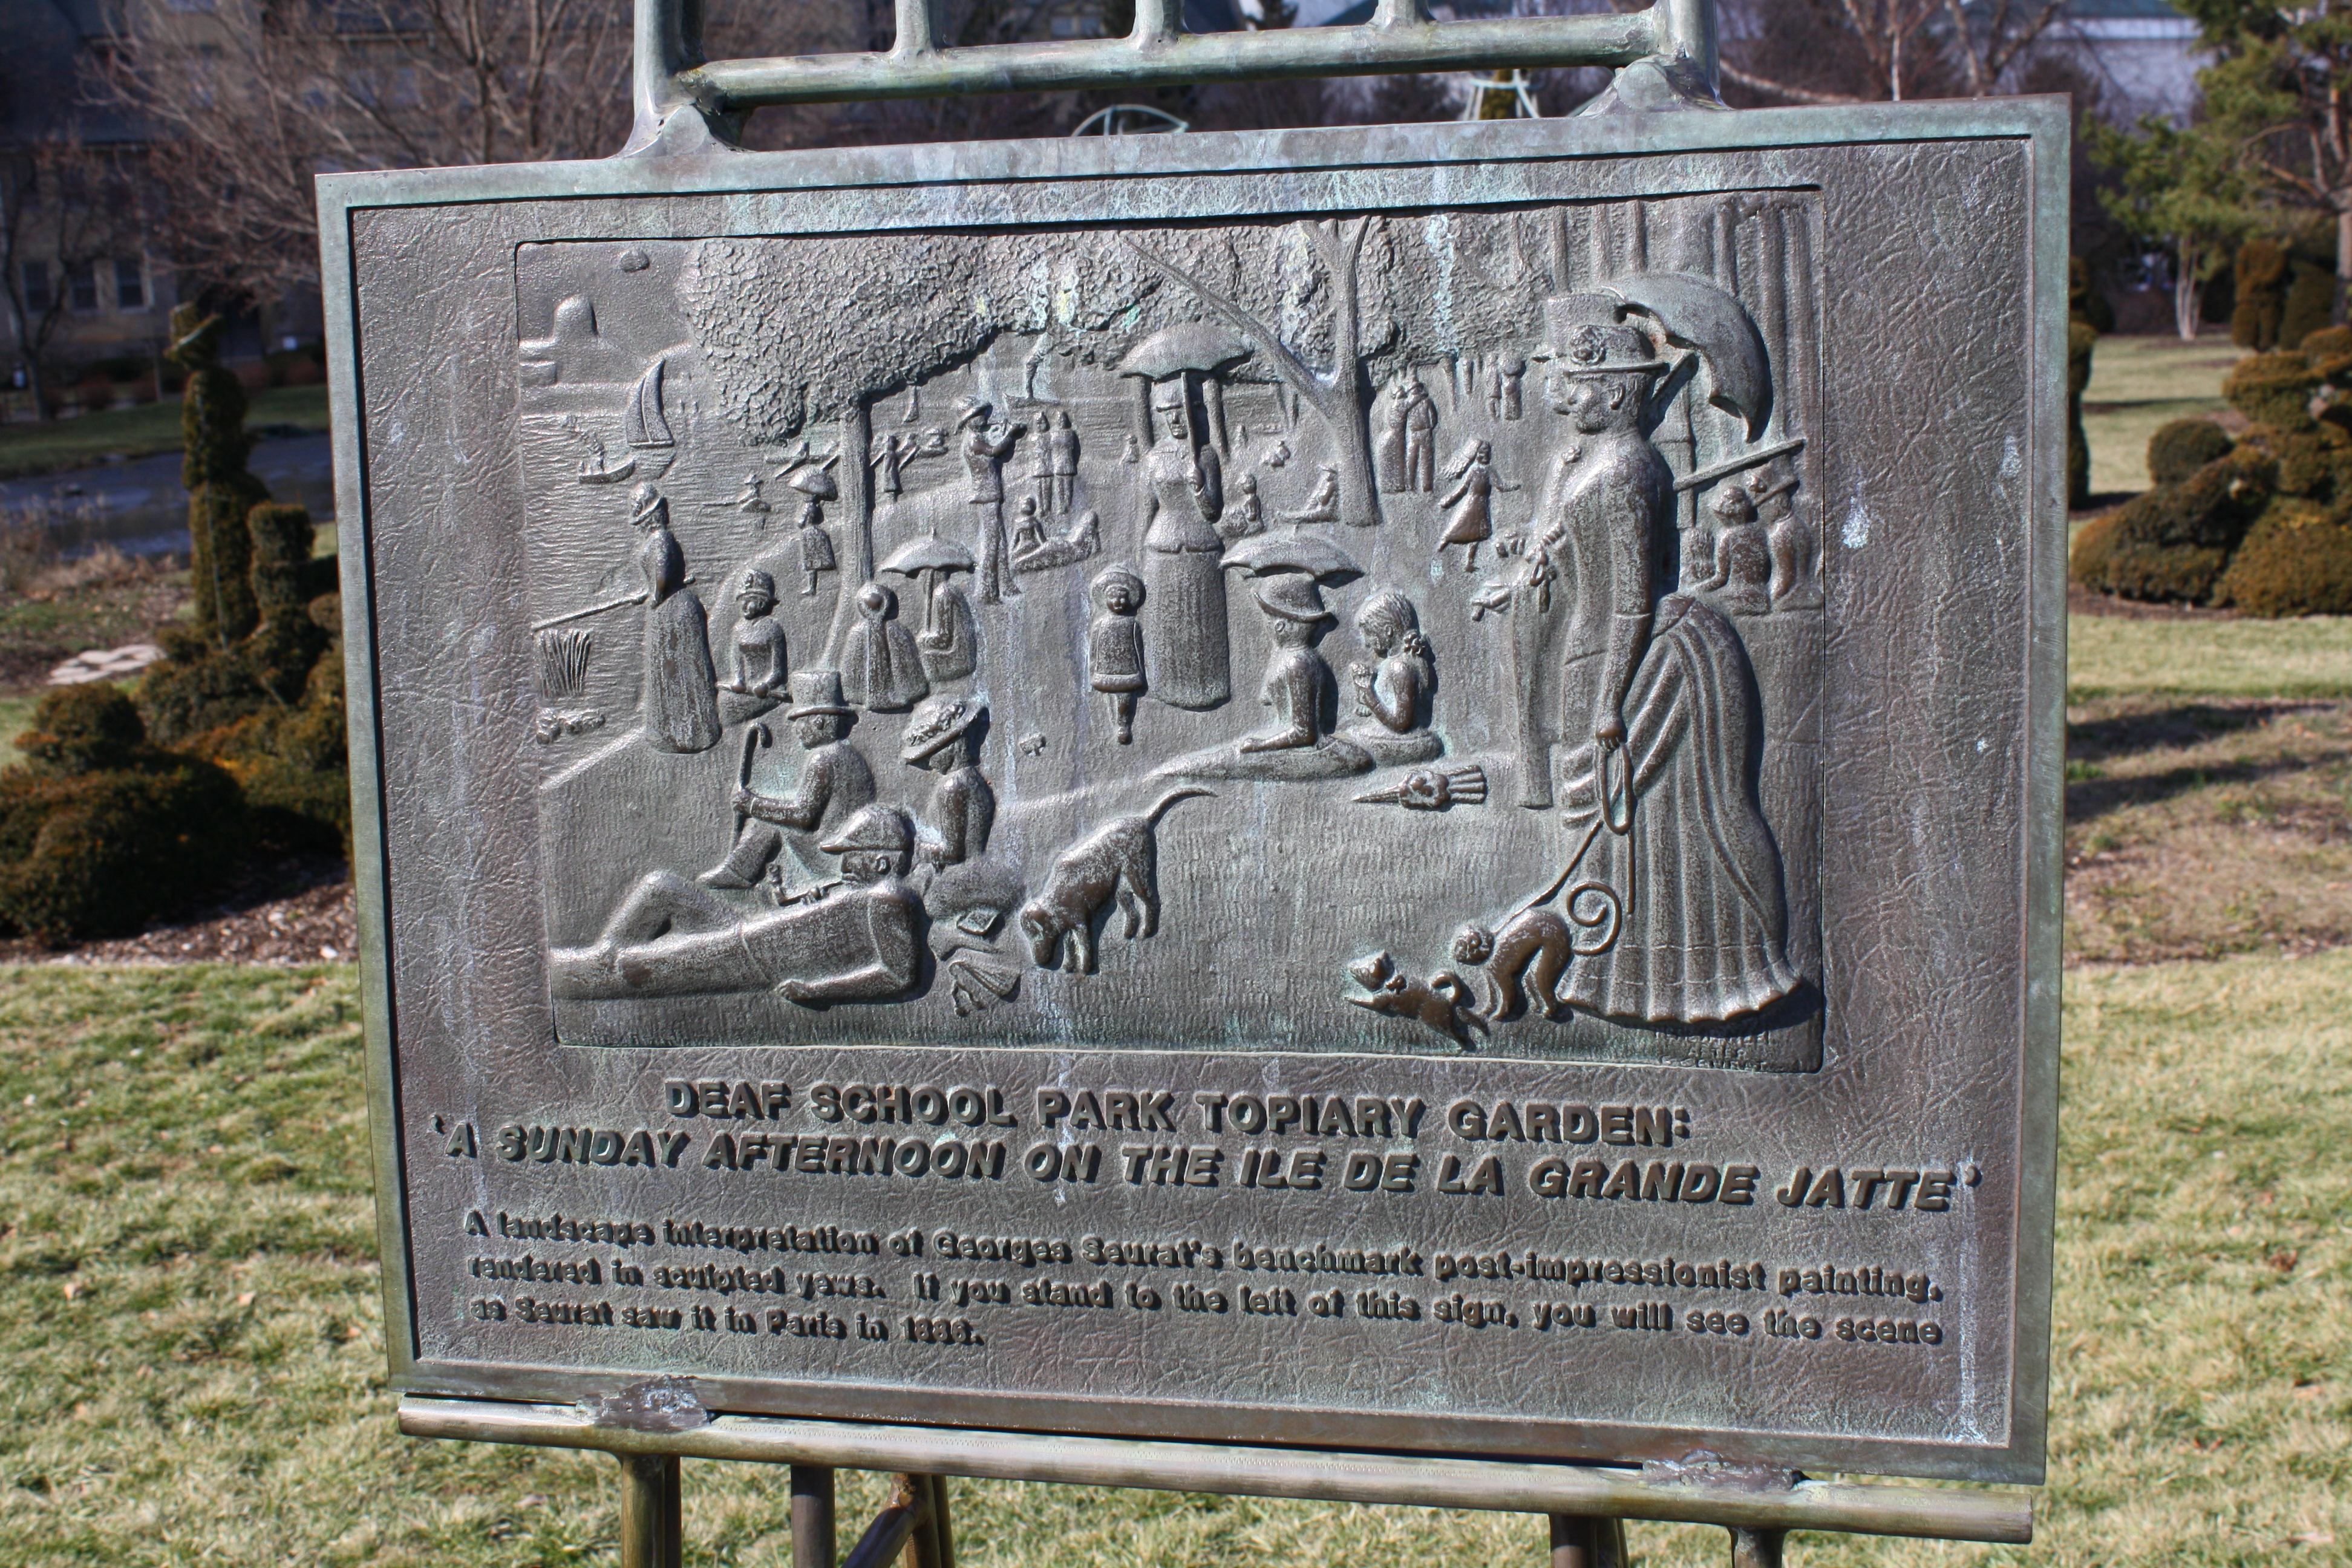 DEAF SCHOOL PARK TOPIARY GARDEN:
'A SUNDAY AFTERNOON ON THE ILE DE LA GRANDE JATTE'
A landscape interpretation of Georges Seurat's benchmark post-impressionist painting,
rendered in sculpted yews. If you stand to the left of this sign, you will see the scene
as Seurat saw it in Paris in 1886.
AFTER